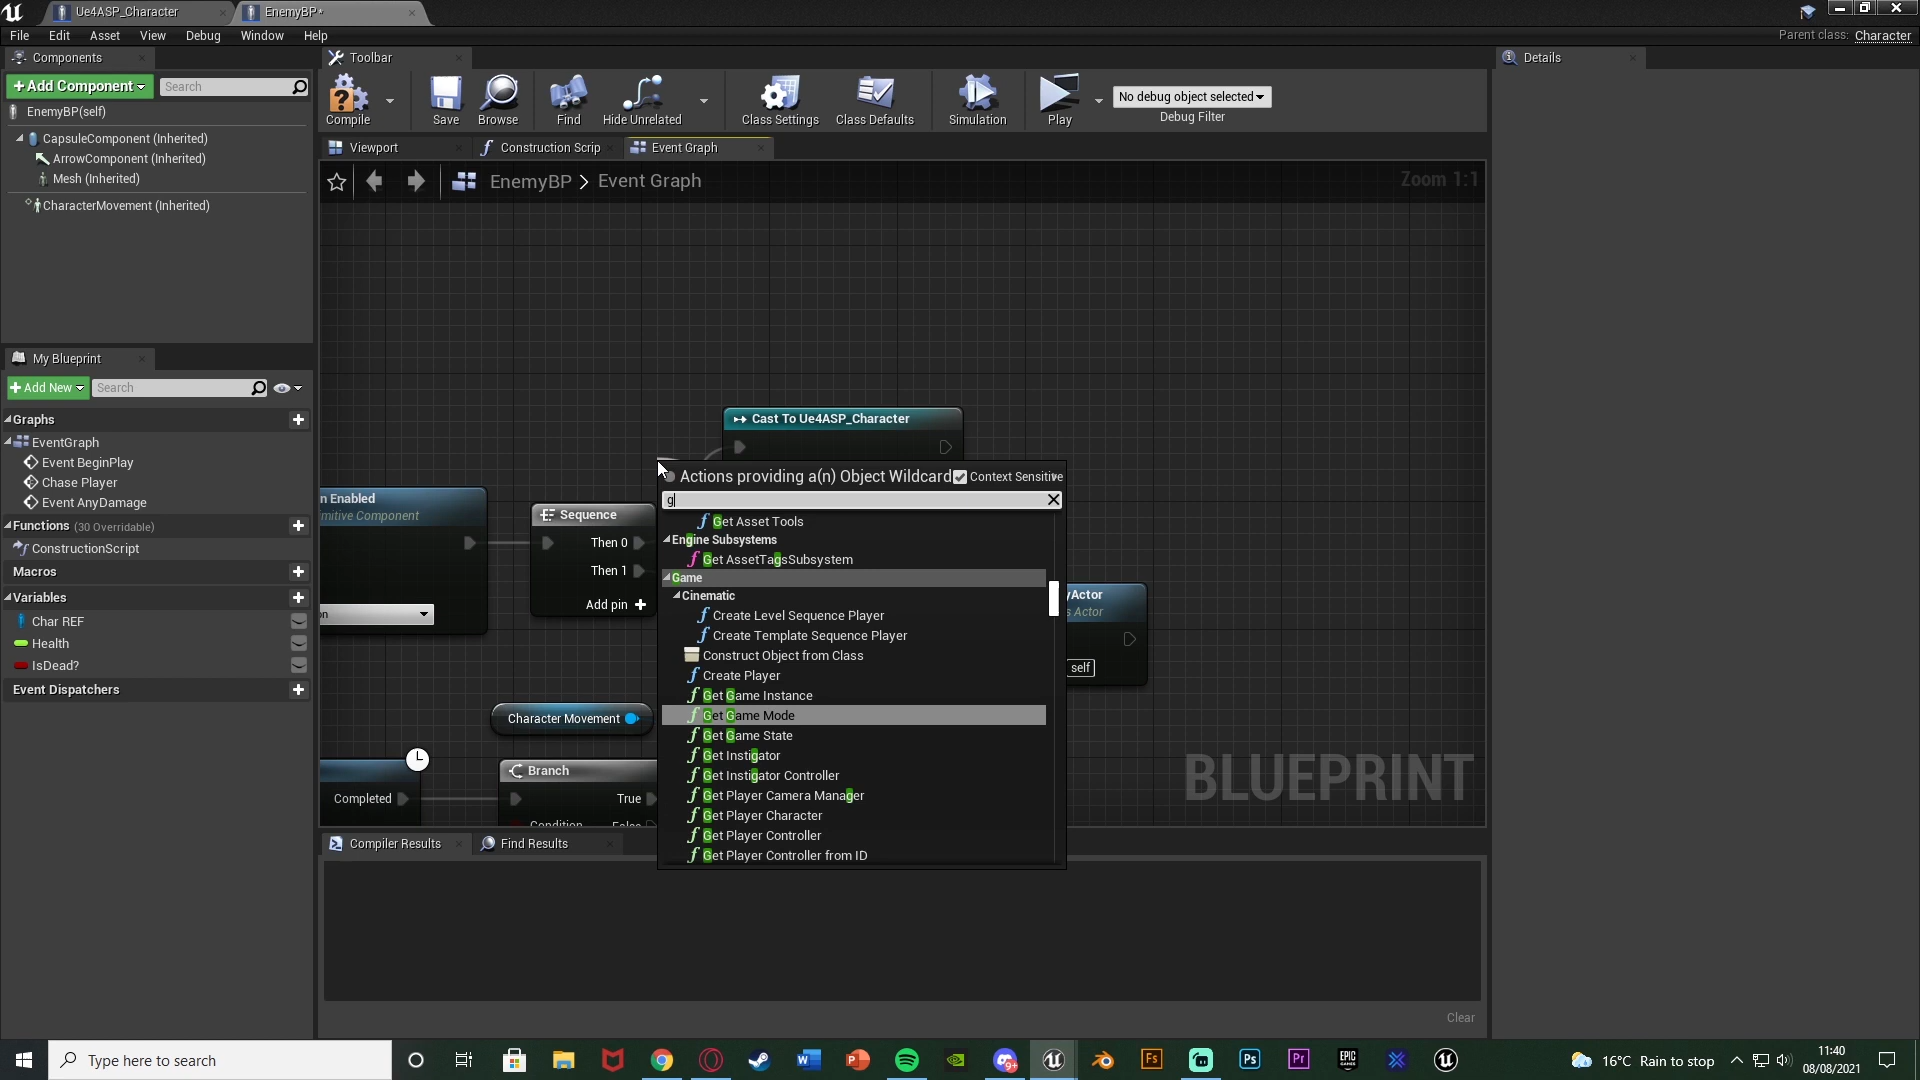 Ue4ASP_Character
EnemyBP*
File Edit Asset View Debug Window Help
Parent class: Character
Components
Toolbar
Details
+Add Component
Search
EnemyBP(self)
CapsuleComponent (Inherited)
ArrowComponent (Inherited)
Mesh (Inherited)
CharacterMovement (Inherited)
Compile
Save
Browse
Find
Hide Unrelated
Class Settings
Class Defaults
Simulation
Play
No debug object selected
Debug Filter
Viewport
Construction Scrip
Event Graph
EnemyBP > Event Graph
Zoom 1:1
My Blueprint
+Add New
Search
Graphs
EventGraph
Event BeginPlay
Chase Player
Event AnyDamage
Functions (30 Overridable)
ConstructionScript
Macros
Variables
Char REF
Health
IsDead?
Event Dispatchers
Cast To Ue4ASP_Character
n Enabled
mitive Component
on
Sequence
Then 0
Then 1
Add pin +
Character Movement
Completed
Branch
True
Condition
False
yActor
s Actor
self
Actions providing a(n) Object Wildcard
Context Sensitive
g
Get Asset Tools
Engine Subsystems
Get AssetTagsSubsystem
Game
Cinematic
Create Level Sequence Player
Create Template Sequence Player
Construct Object from Class
Create Player
Get Game Instance
Get Game Mode
Get Game State
Get Instigator
Get Instigator Controller
Get Player Camera Manager
Get Player Character
Get Player Controller
Get Player Controller from ID
BLUEPRINT
Compiler Results
Find Results
Clear
Type here to search
16°C Rain to stop
11:40
08/08/2021